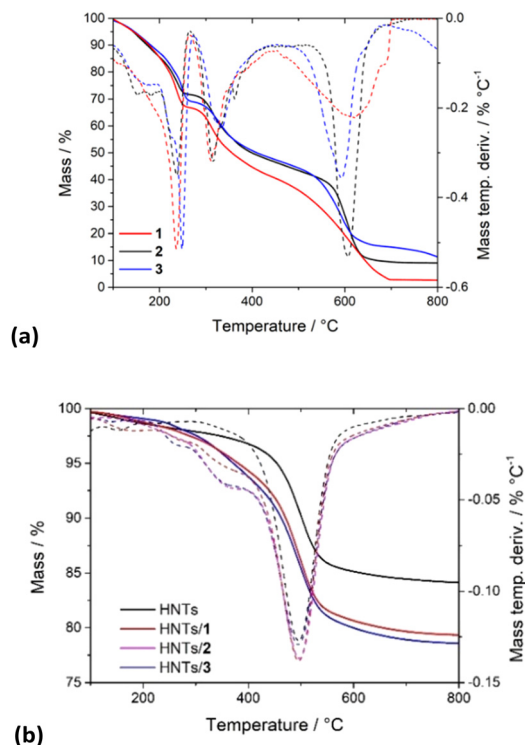 100
90
80
70
60
50
40
30
20
10
0
Mass / %
1
2
3
0.0
-0.2
-0.4
-0.6
Mass temp. deriv. / % °C⁻¹
200 400 600 800
Temperature / °C
(a)
100
95
90
85
80
75
Mass / %
HNTs
HNTs/1
HNTs/2
HNTs/3
0.00
-0.05
-0.10
-0.15
Mass temp. deriv. / % °C⁻¹
200 400 600 800
Temperature / °C
(b)